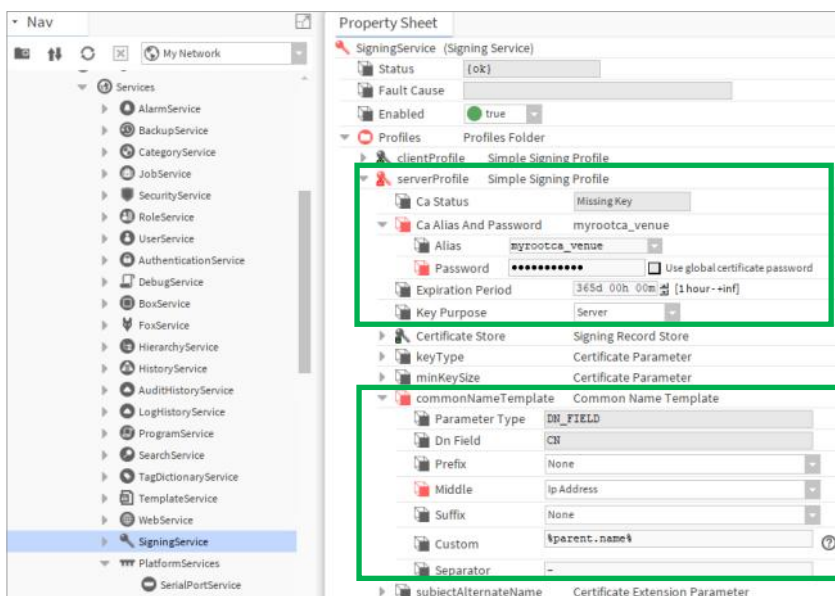 Nav
My Network
Services
AlarmService
BackupService
CategoryService
JobService
SecurityService
RoleService
UserService
AuthenticationService
DebugService
BoxService
FoxService
HierarchyService
HistoryService
AuditHistoryService
LogHistoryService
ProgramService
SearchService
TagDictionaryService
TemplateService
WebService
SigningService
PlatformServices
SerialPortService
Property Sheet
SigningService (Signing Service)
Status {ok}
Fault Cause
Enabled true
Profiles Profiles Folder
clientProfile Simple Signing Profile
serverProfile Simple Signing Profile
Ca Status Missing Key
Ca Alias And Password myrootca_venue
Alias myrootca_venue
Password ●●●●●●●●●●● Use global certificate password
Expiration Period 365d 00h 00m [1hour-+inf]
Key Purpose Server
Certificate Store Signing Record Store
keyType Certificate Parameter
minKeySize Certificate Parameter
commonNameTemplate Common Name Template
Parameter Type DN_FIELD
Dn Field CN
Prefix None
Middle Ip Address
Suffix None
Custom %parent.name%
Separator -
subjectAlternateName Certificate Extension Parameter